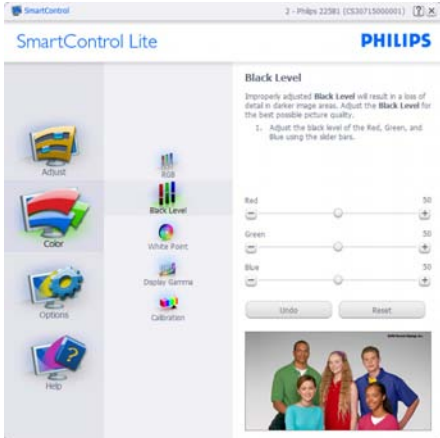 SmartControl
2 - Philips 225B1 (CS30715000001)
SmartControl Lite
PHILIPS
Adjust
Color
Options
Help
RGB
Black Level
White Point
Display Gamma
Calibration
Black Level
Improperly adjusted Black Level will result in a loss of
detail in darker image areas. Adjust the Black Level for
the best possible picture quality.
1. Adjust the black level of the Red, Green, and
Blue using the slider bars.
Red 50
Green 50
Blue 50
Undo Reset